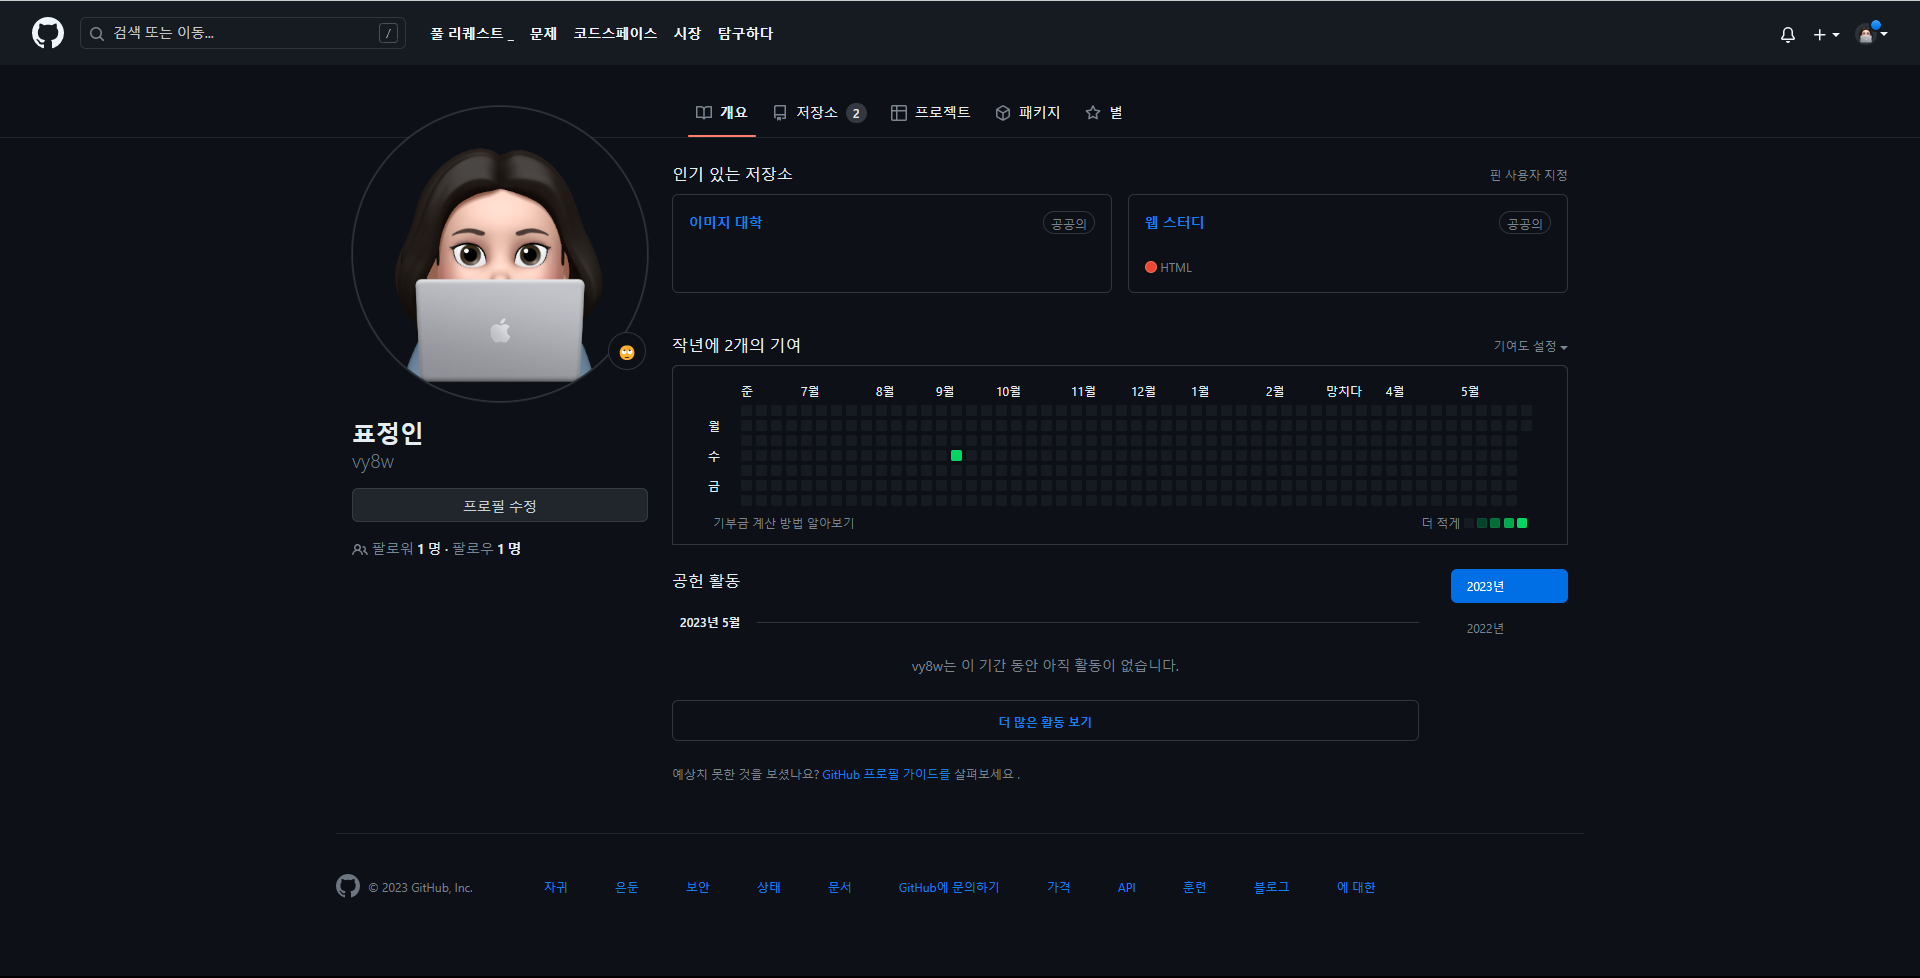 검색 또는 이동...
/
풀 리퀘스트 _ 문제 코드스페이스 시장 탐구하다
개요 저장소 2 프로젝트 패키지 별
인기 있는 저장소
핀 사용자 지정
이미지 대학 공공의
웹 스터디 공공의
HTML
작년에 2개의 기여
기여도 설정
준 7월 8월 9월 10월 11월 12월 1월 2월 망치다 4월 5월
월
수
금
기부금 계산 방법 알아보기
더 적게
표정인
vy8w
프로필 수정
팔로워 1 명 · 팔로우 1 명
공헌 활동
2023년
2022년
2023년 5월
vy8w는 이 기간 동안 아직 활동이 없습니다.
더 많은 활동 보기
예상치 못한 것을 보셨나요? GitHub 프로필 가이드를 살펴보세요 .
© 2023 GitHub, Inc. 자귀 은둔 보안 상태 문서 GitHub에 문의하기 가격 API 훈련 블로그 에 대한